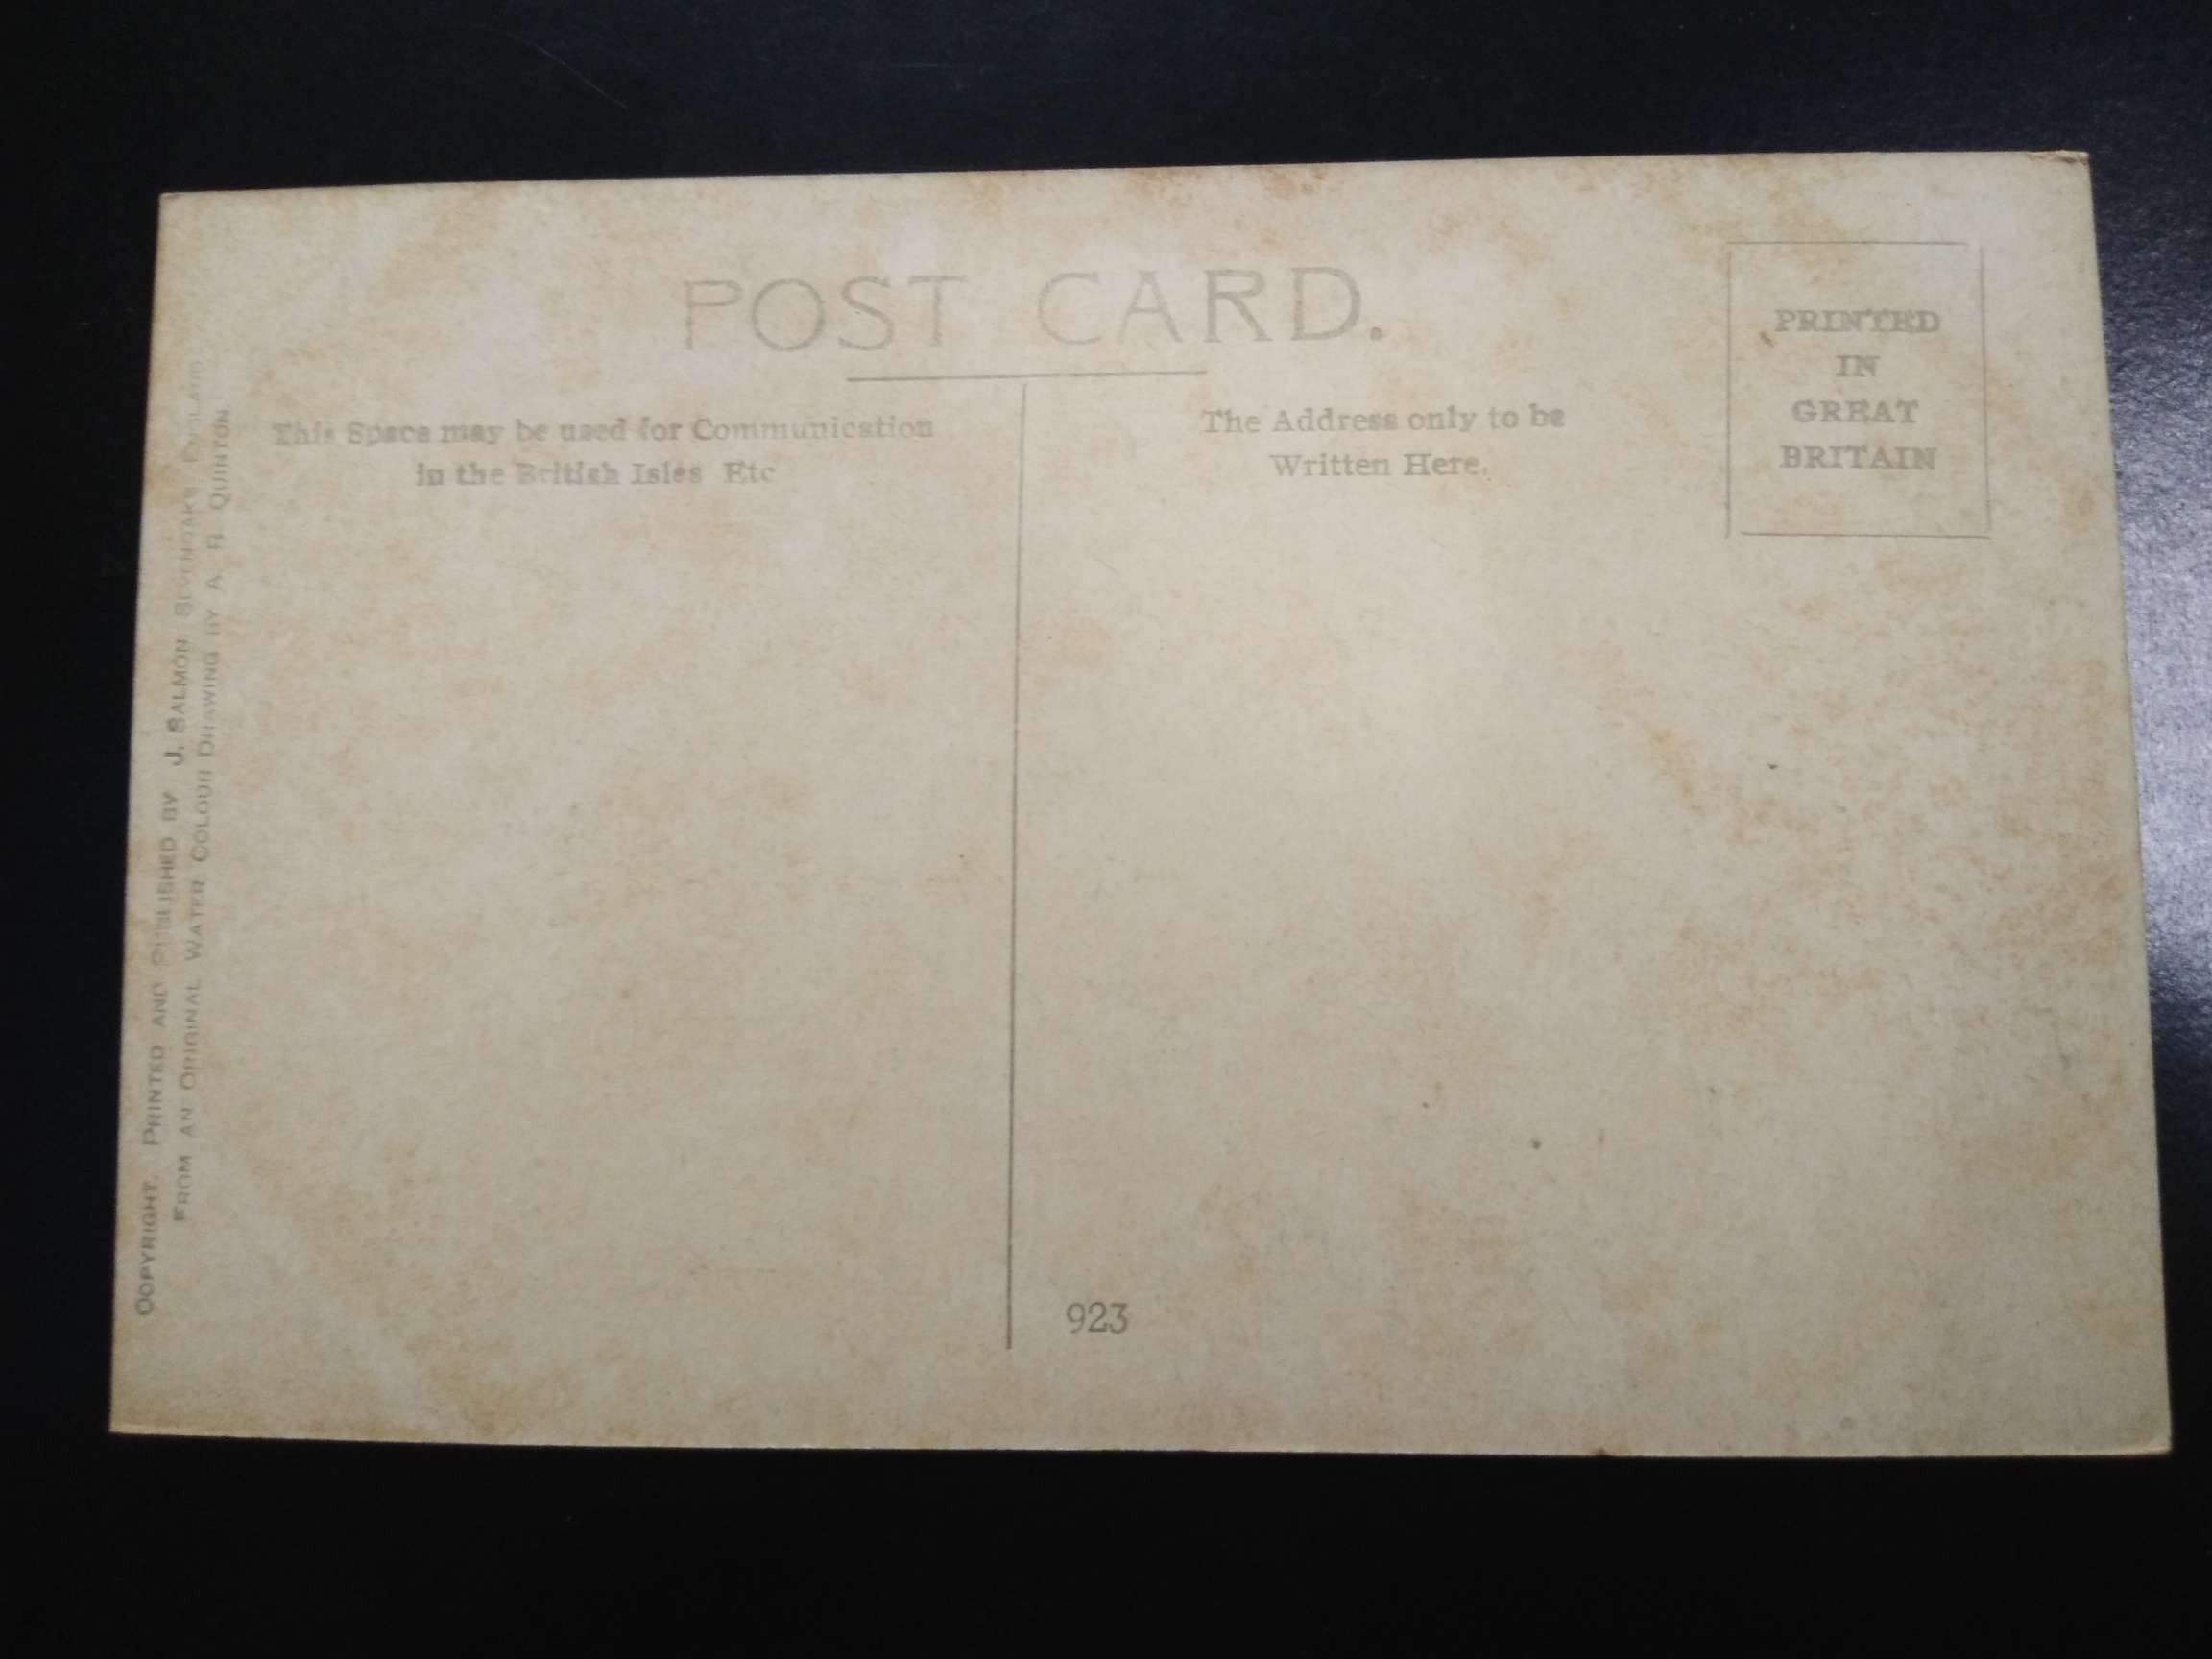 POST CARD.
This Space may be used for Communication
in the British Isles Etc
The Address only to be
Written Here.
PRINTED
IN
GREAT
BRITAIN
COPYRIGHT. PRINTED AND PUBLISHED BY J. SALMON SEVENOAKS ENGLAND
FROM AN ORIGINAL WATER COLOUR DRAWING BY A. R. QUINTON.
923